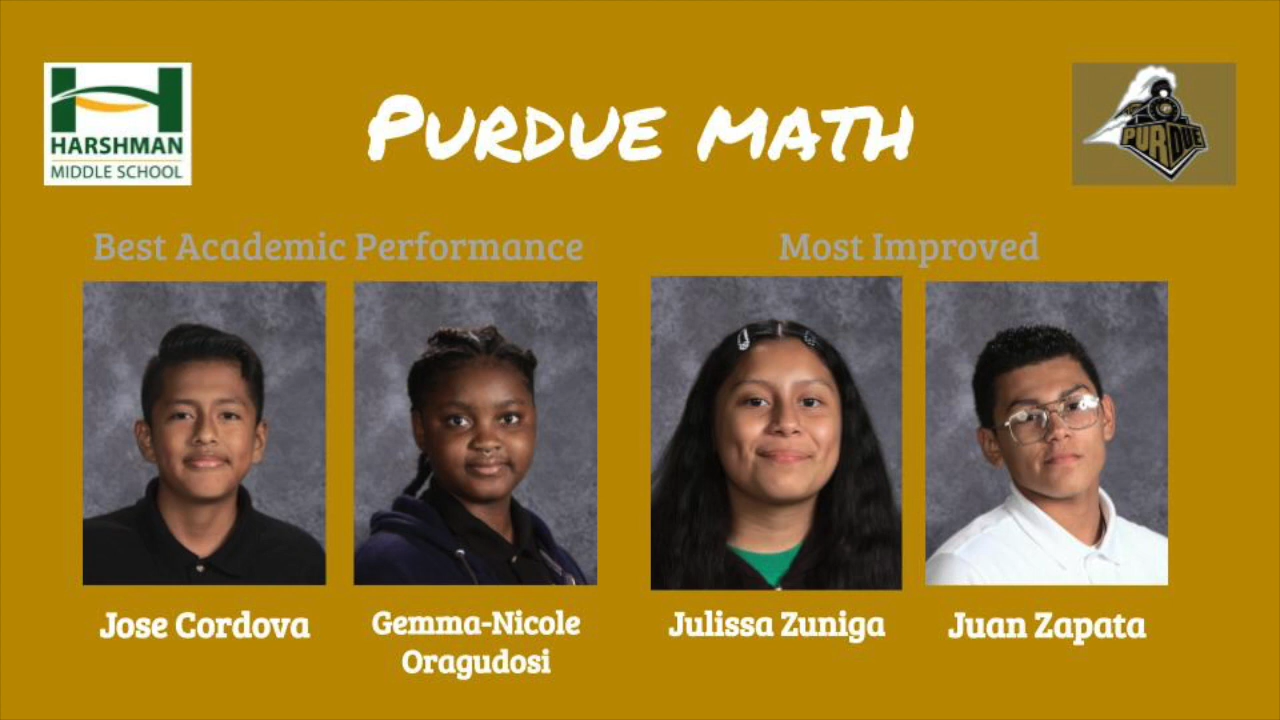 PURDUE MATH
HARSHMAN
MIDDLE SCHOOL
PURDUE
Best Academic Performance
Most Improved
Jose Cordova
Gemma-Nicole
Oragudosi
Julissa Zuniga
Juan Zapata